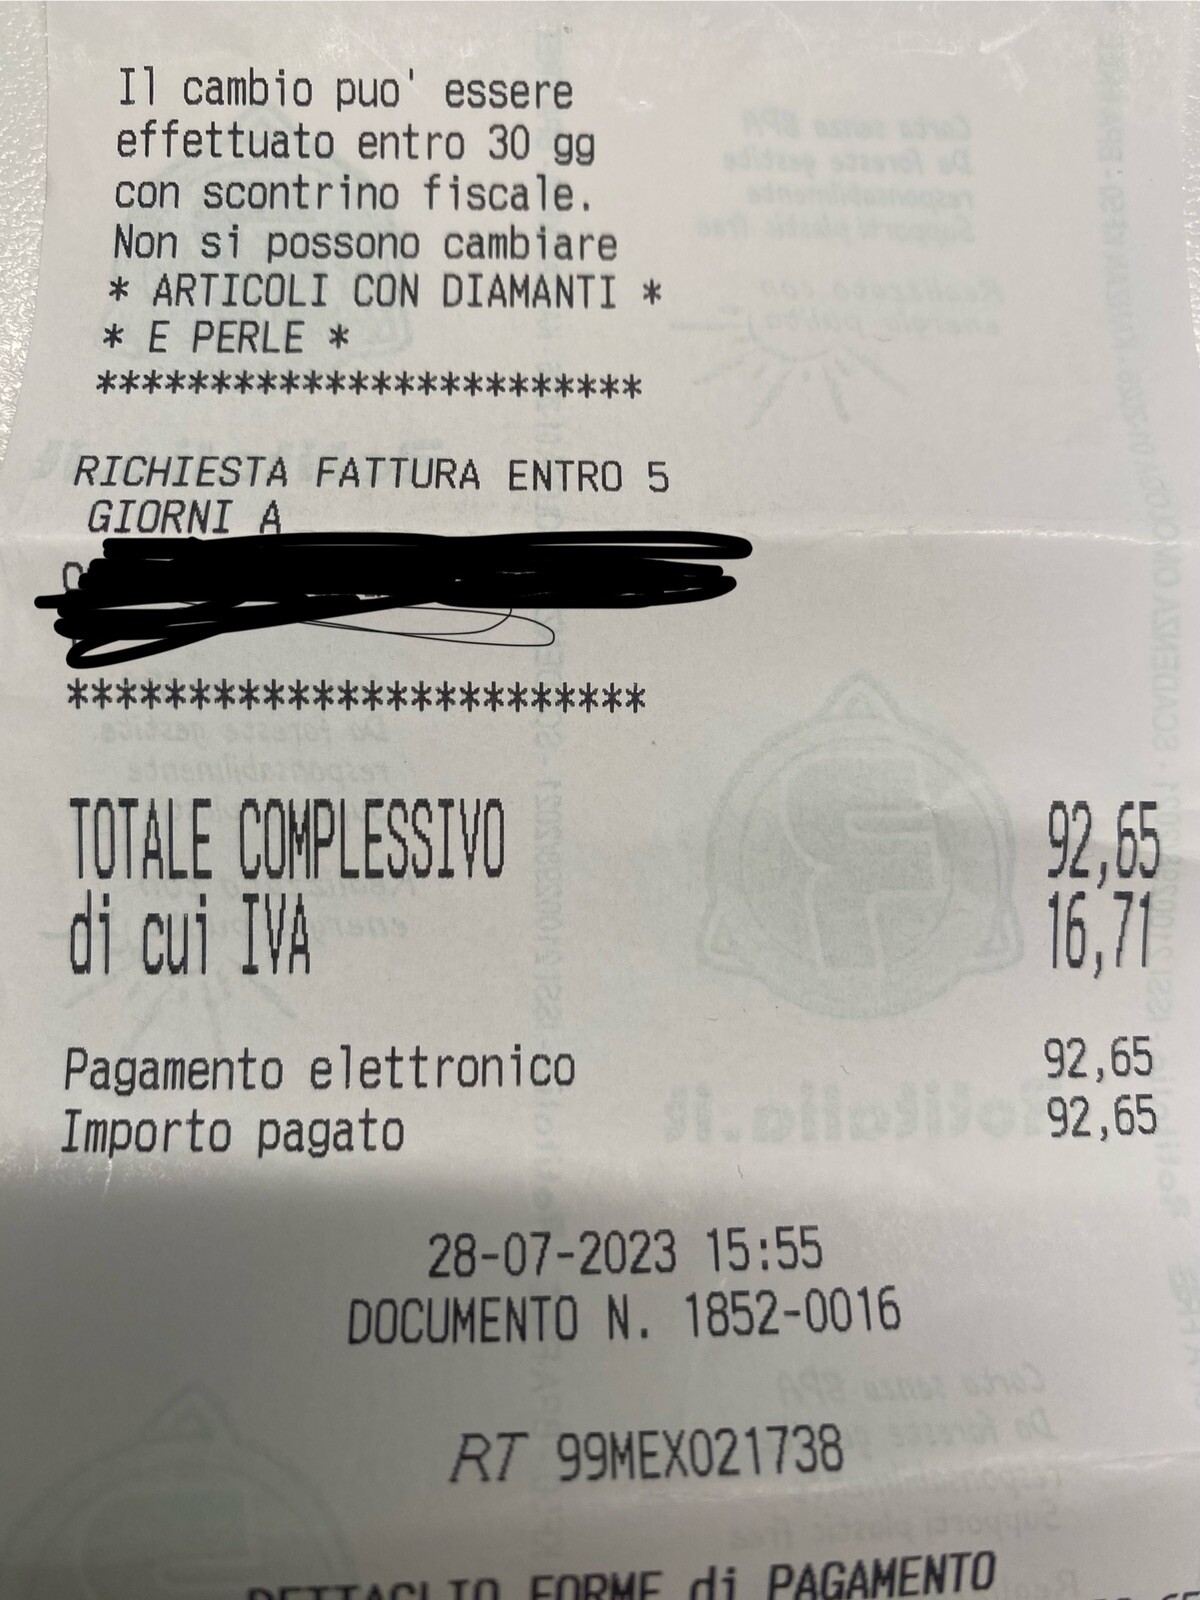 Il cambio puo' essere
effettuato entro 30 gg
con scontrino fiscale.
Non si possono cambiare
* ARTICOLI CON DIAMANTI *
* E PERLE *
************************
RICHIESTA FATTURA ENTRO 5
GIORNI A
************************
TOTALE COMPLESSIVO 92,65
di cui IVA 16,71
Pagamento elettronico 92,65
Importo pagato 92,65
28-07-2023 15:55
DOCUMENTO N. 1852-0016
RT 99MEX021738
DETTAGLIO FORME di PAGAMENTO